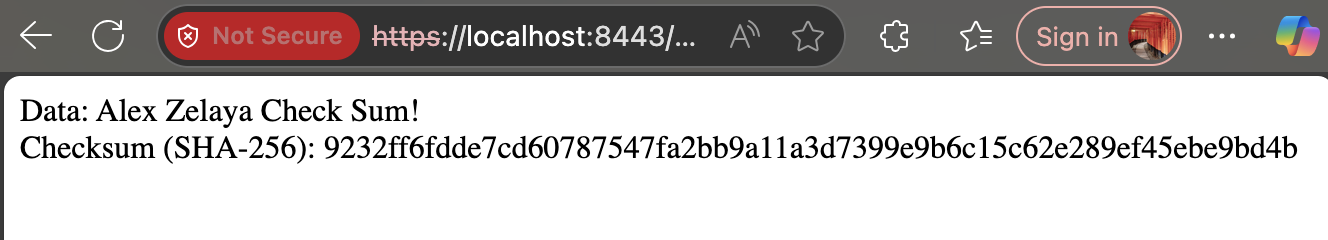 Not Secure https://localhost:8443/... A Sign in
Data: Alex Zelaya Check Sum!
Checksum (SHA-256): 9232ff6fdde7cd60787547fa2bb9a11a3d7399e9b6c15c62e289ef45ebe9bd4b